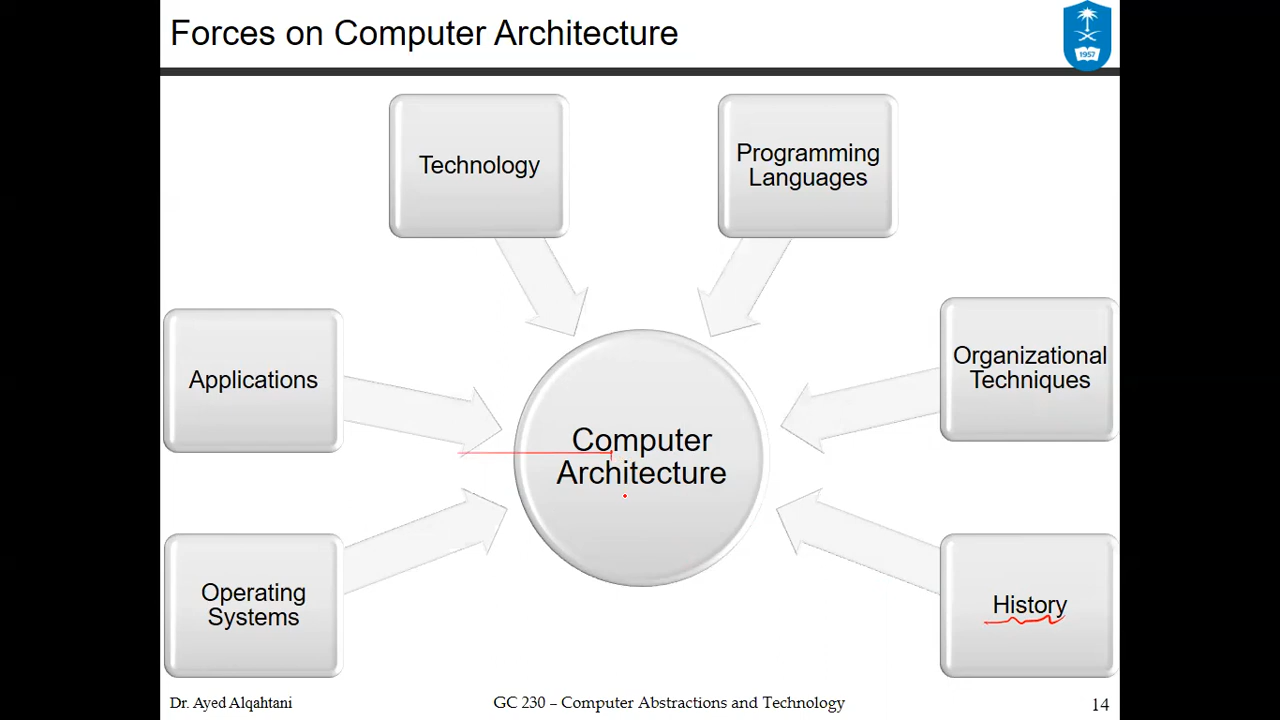 Forces on Computer Architecture
1957
Technology
Programming
Languages
Applications
Organizational
Techniques
Computer
Architecture
Operating
Systems
History
Dr. Ayed Alqahtani
GC 230 – Computer Abstractions and Technology
14